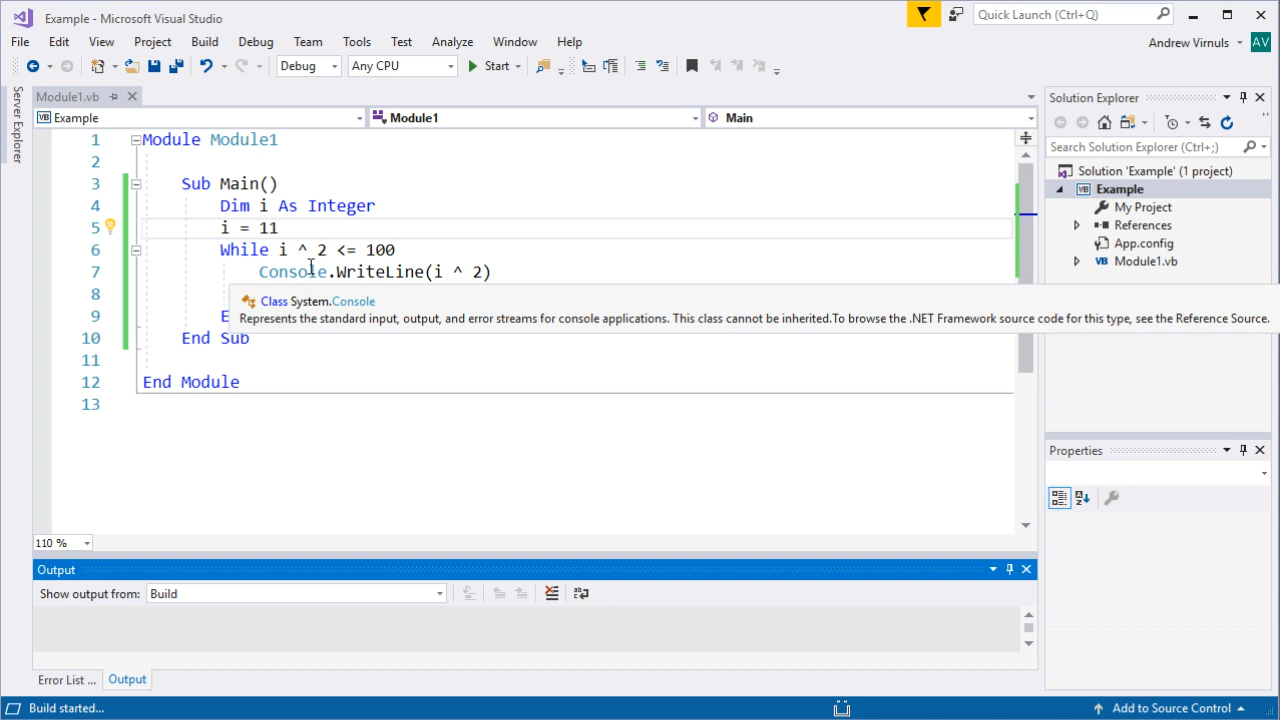 Example - Microsoft Visual Studio
Quick Launch (Ctrl+Q)
File Edit View Project Build Debug Team Tools Test Analyze Window Help
Andrew Virnuls AV
Debug Any CPU Start
Server Explorer
Module1.vb
Example Module1 Main
1 Module Module1
2
3 Sub Main()
4 Dim i As Integer
5 i = 11
6 While i ^ 2 <= 100
7 Console.WriteLine(i ^ 2)
8
Class System.Console
Represents the standard input, output, and error streams for console applications. This class cannot be inherited.To browse the .NET Framework source code for this type, see the Reference Source.
9 E
10 End Sub
11
12 End Module
13
110 %
Solution Explorer
Search Solution Explorer (Ctrl+;)
Solution 'Example' (1 project)
VB Example
My Project
References
App.config
VB Module1.vb
Properties
Output
Show output from: Build
Error List ... Output
Build started...
Add to Source Control